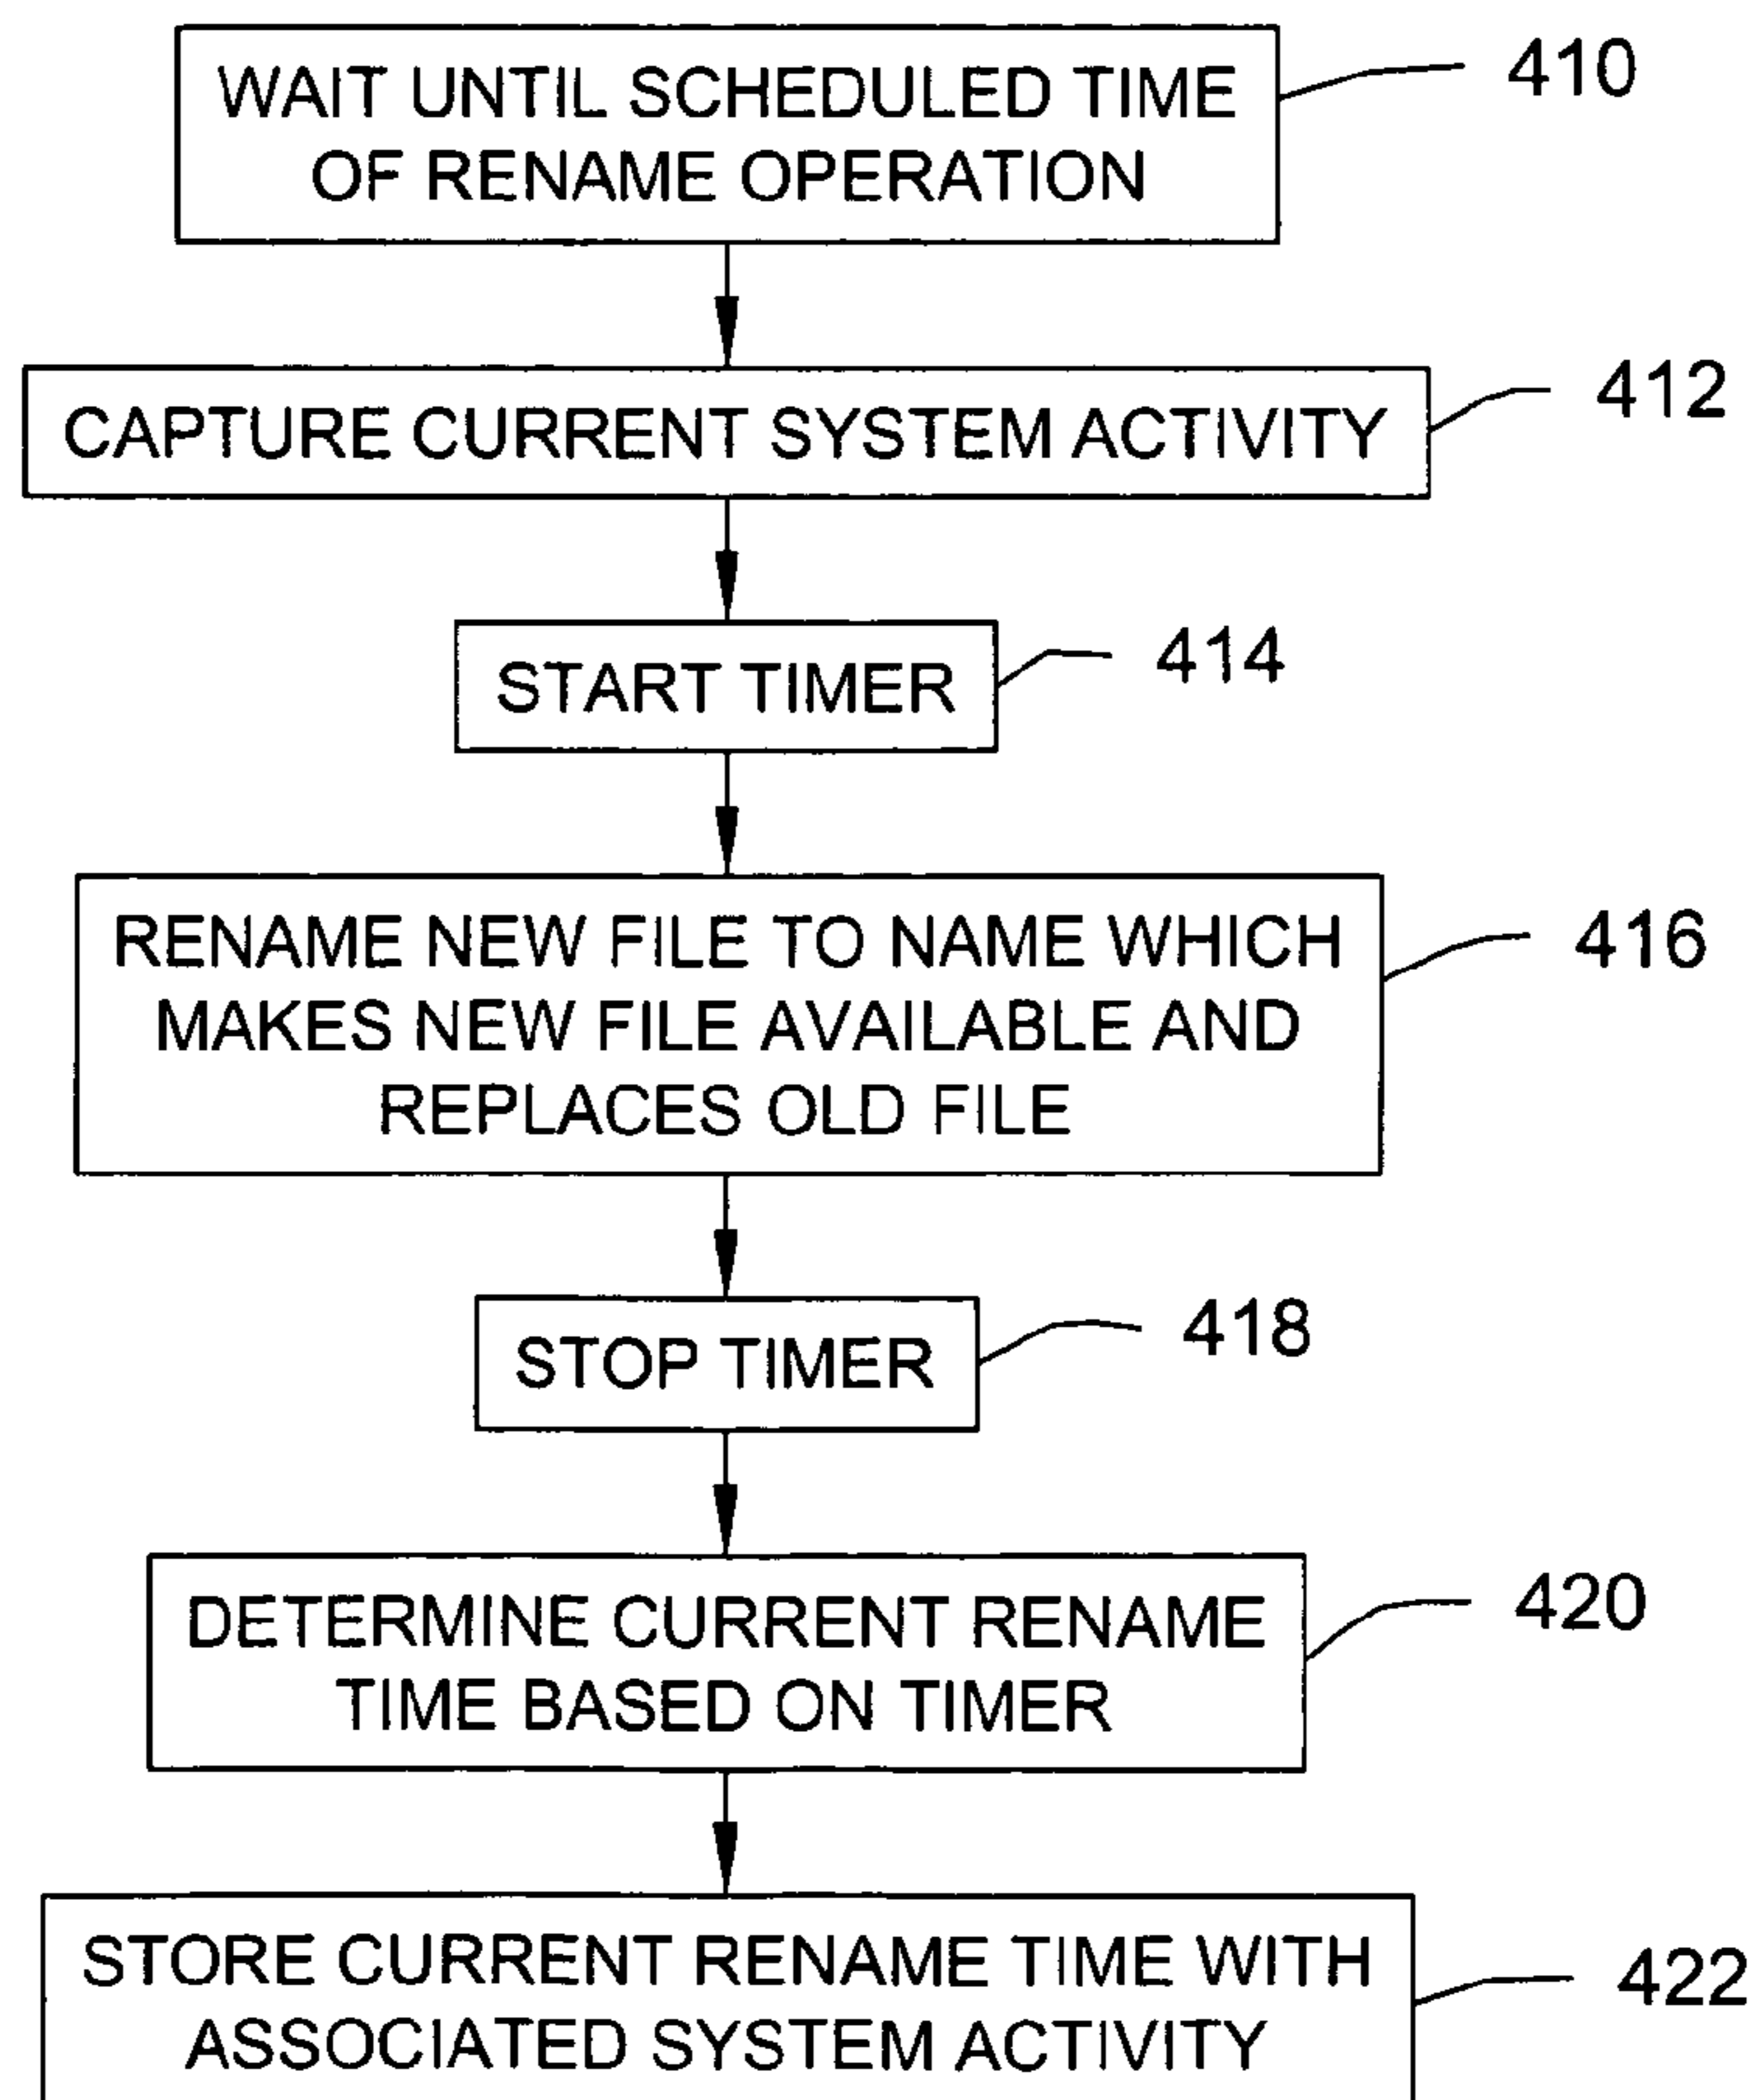 WAIT UNTIL SCHEDULED TIME
OF RENAME OPERATION
410
CAPTURE CURRENT SYSTEM ACTIVITY
412
START TIMER
414
RENAME NEW FILE TO NAME WHICH
MAKES NEW FILE AVAILABLE AND
REPLACES OLD FILE
416
STOP TIMER
418
DETERMINE CURRENT RENAME
TIME BASED ON TIMER
420
STORE CURRENT RENAME TIME WITH
ASSOCIATED SYSTEM ACTIVITY
422